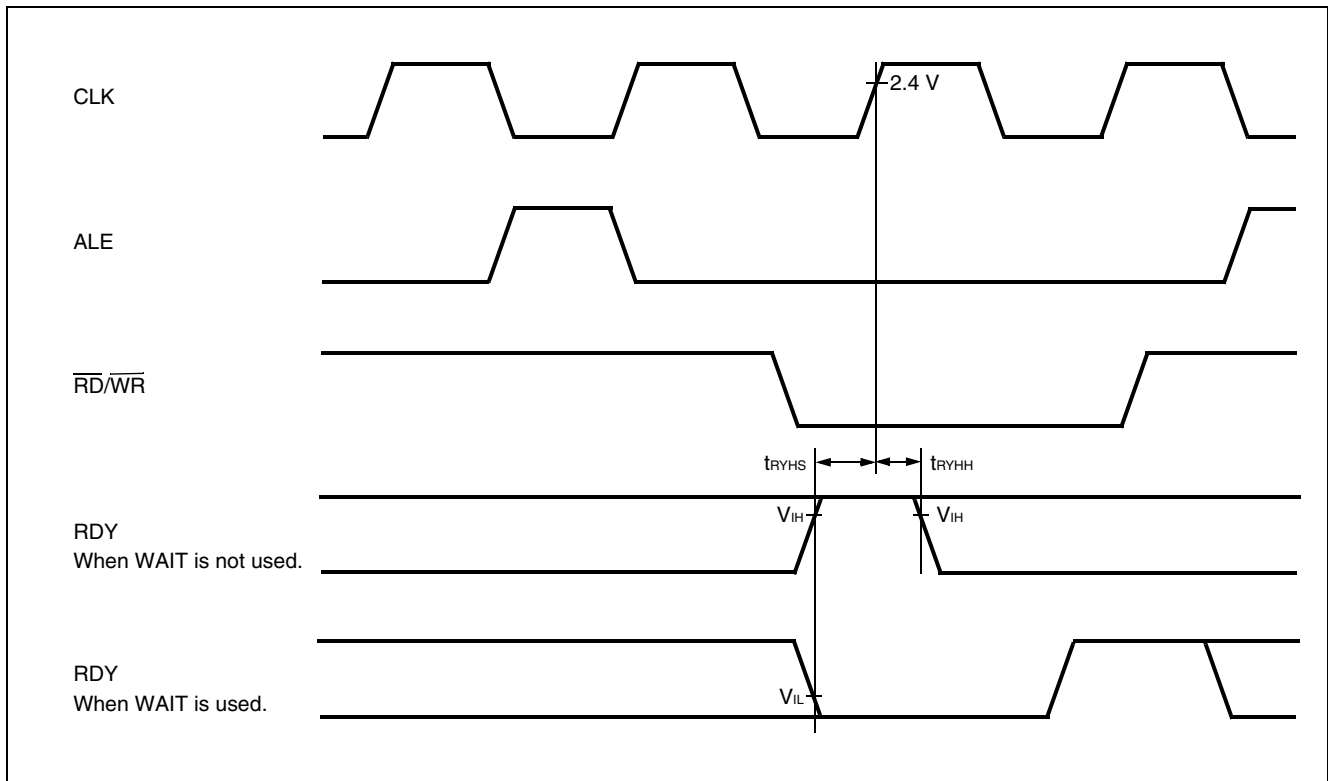 CLK
2.4 V
ALE
RD/WR
tRYHS
tRYHH
RDY
When WAIT is not used.
VIH
VIH
RDY
When WAIT is used.
VIL